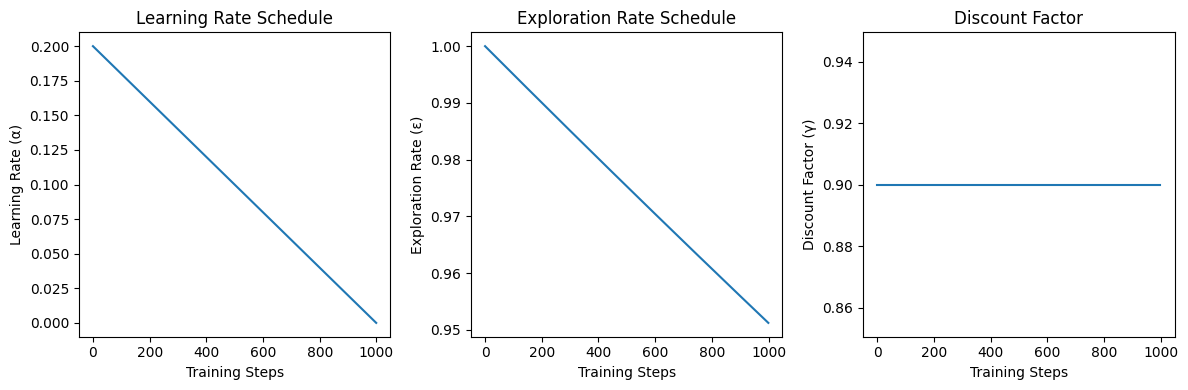 Learning Rate Schedule
Learning Rate (α)
0.200
0.175
0.150
0.125
0.100
0.075
0.050
0.025
0.000
0 200 400 600 800 1000
Training Steps
Exploration Rate Schedule
Exploration Rate (ε)
1.00
0.99
0.98
0.97
0.96
0.95
0 200 400 600 800 1000
Training Steps
Discount Factor
Discount Factor (γ)
0.94
0.92
0.90
0.88
0.86
0 200 400 600 800 1000
Training Steps